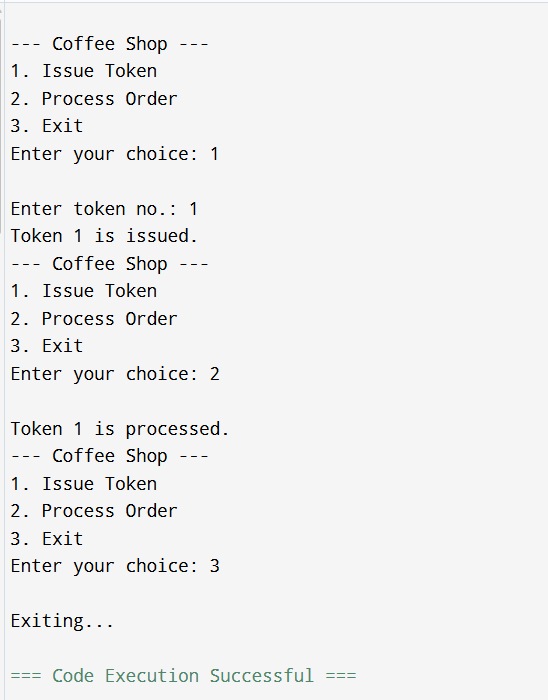 --- Coffee Shop ---
1. Issue Token
2. Process Order
3. Exit
Enter your choice: 1
Enter token no.: 1
Token 1 is issued.
--- Coffee Shop ---
1. Issue Token
2. Process Order
3. Exit
Enter your choice: 2
Token 1 is processed.
--- Coffee Shop ---
1. Issue Token
2. Process Order
3. Exit
Enter your choice: 3
Exiting...
=== Code Execution Successful ===